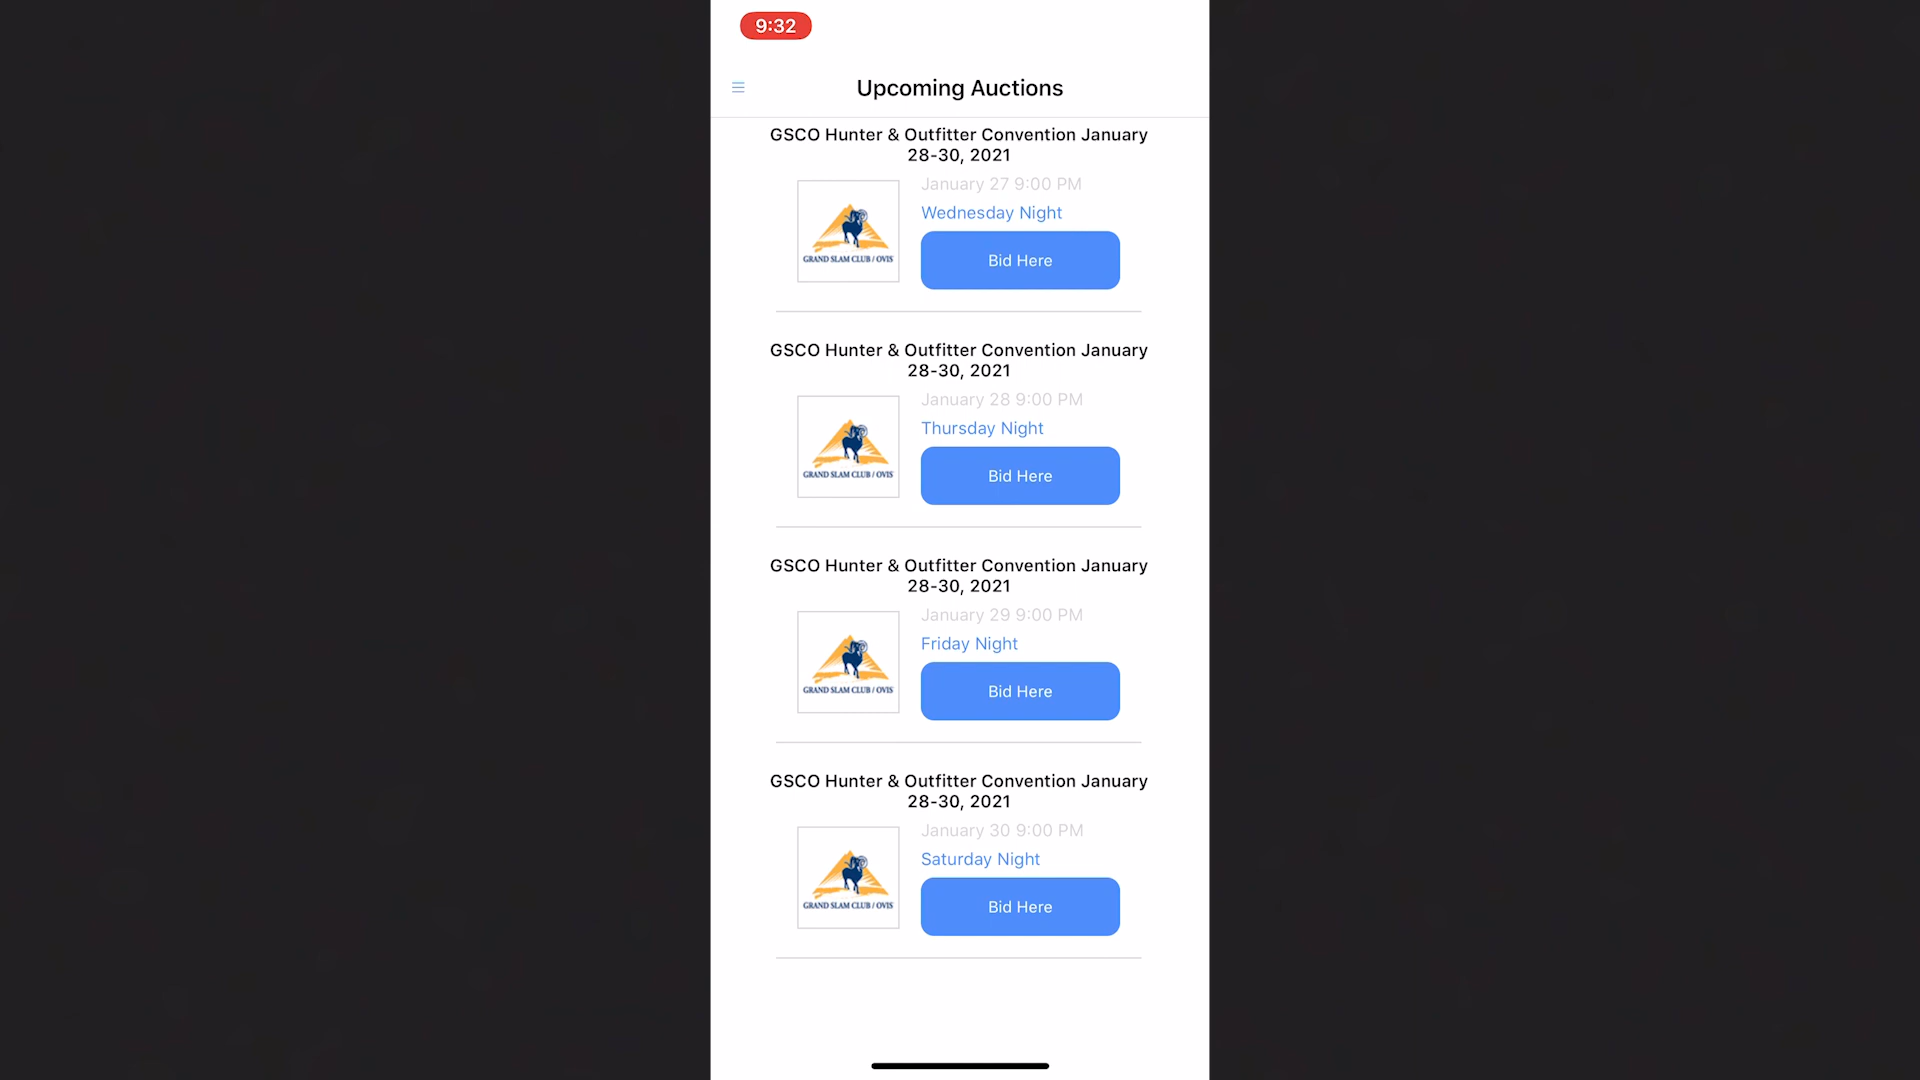 9:32
Upcoming Auctions
GSCO Hunter & Outfitter Convention January
28-30, 2021
January 27 9:00 PM
Wednesday Night
GRAND SLAM CLUB / OVIS
Bid Here
GSCO Hunter & Outfitter Convention January
28-30, 2021
January 28 9:00 PM
Thursday Night
GRAND SLAM CLUB / OVIS
Bid Here
GSCO Hunter & Outfitter Convention January
28-30, 2021
January 29 9:00 PM
Friday Night
GRAND SLAM CLUB / OVIS
Bid Here
GSCO Hunter & Outfitter Convention January
28-30, 2021
January 30 9:00 PM
Saturday Night
GRAND SLAM CLUB / OVIS
Bid Here